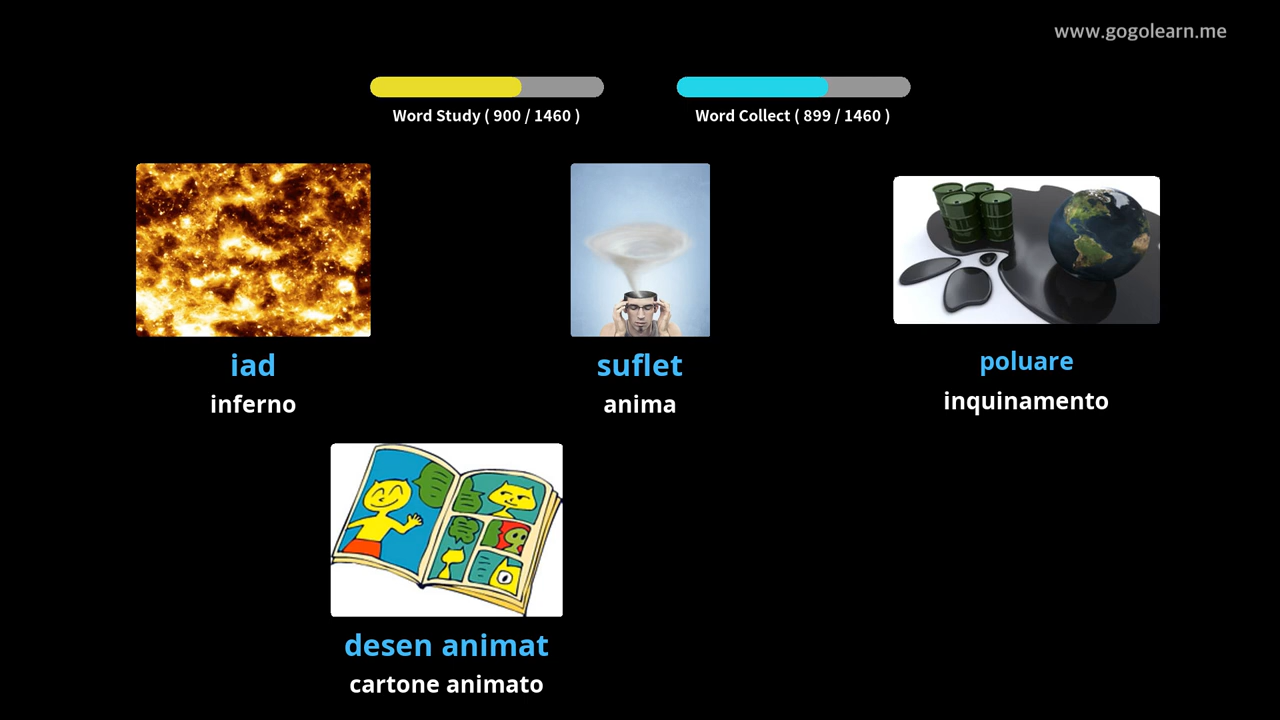 www.gogolearn.me
Word Study ( 900 / 1460 )
Word Collect ( 899 / 1460 )
iad
inferno
suflet
anima
poluare
inquinamento
desen animat
cartone animato